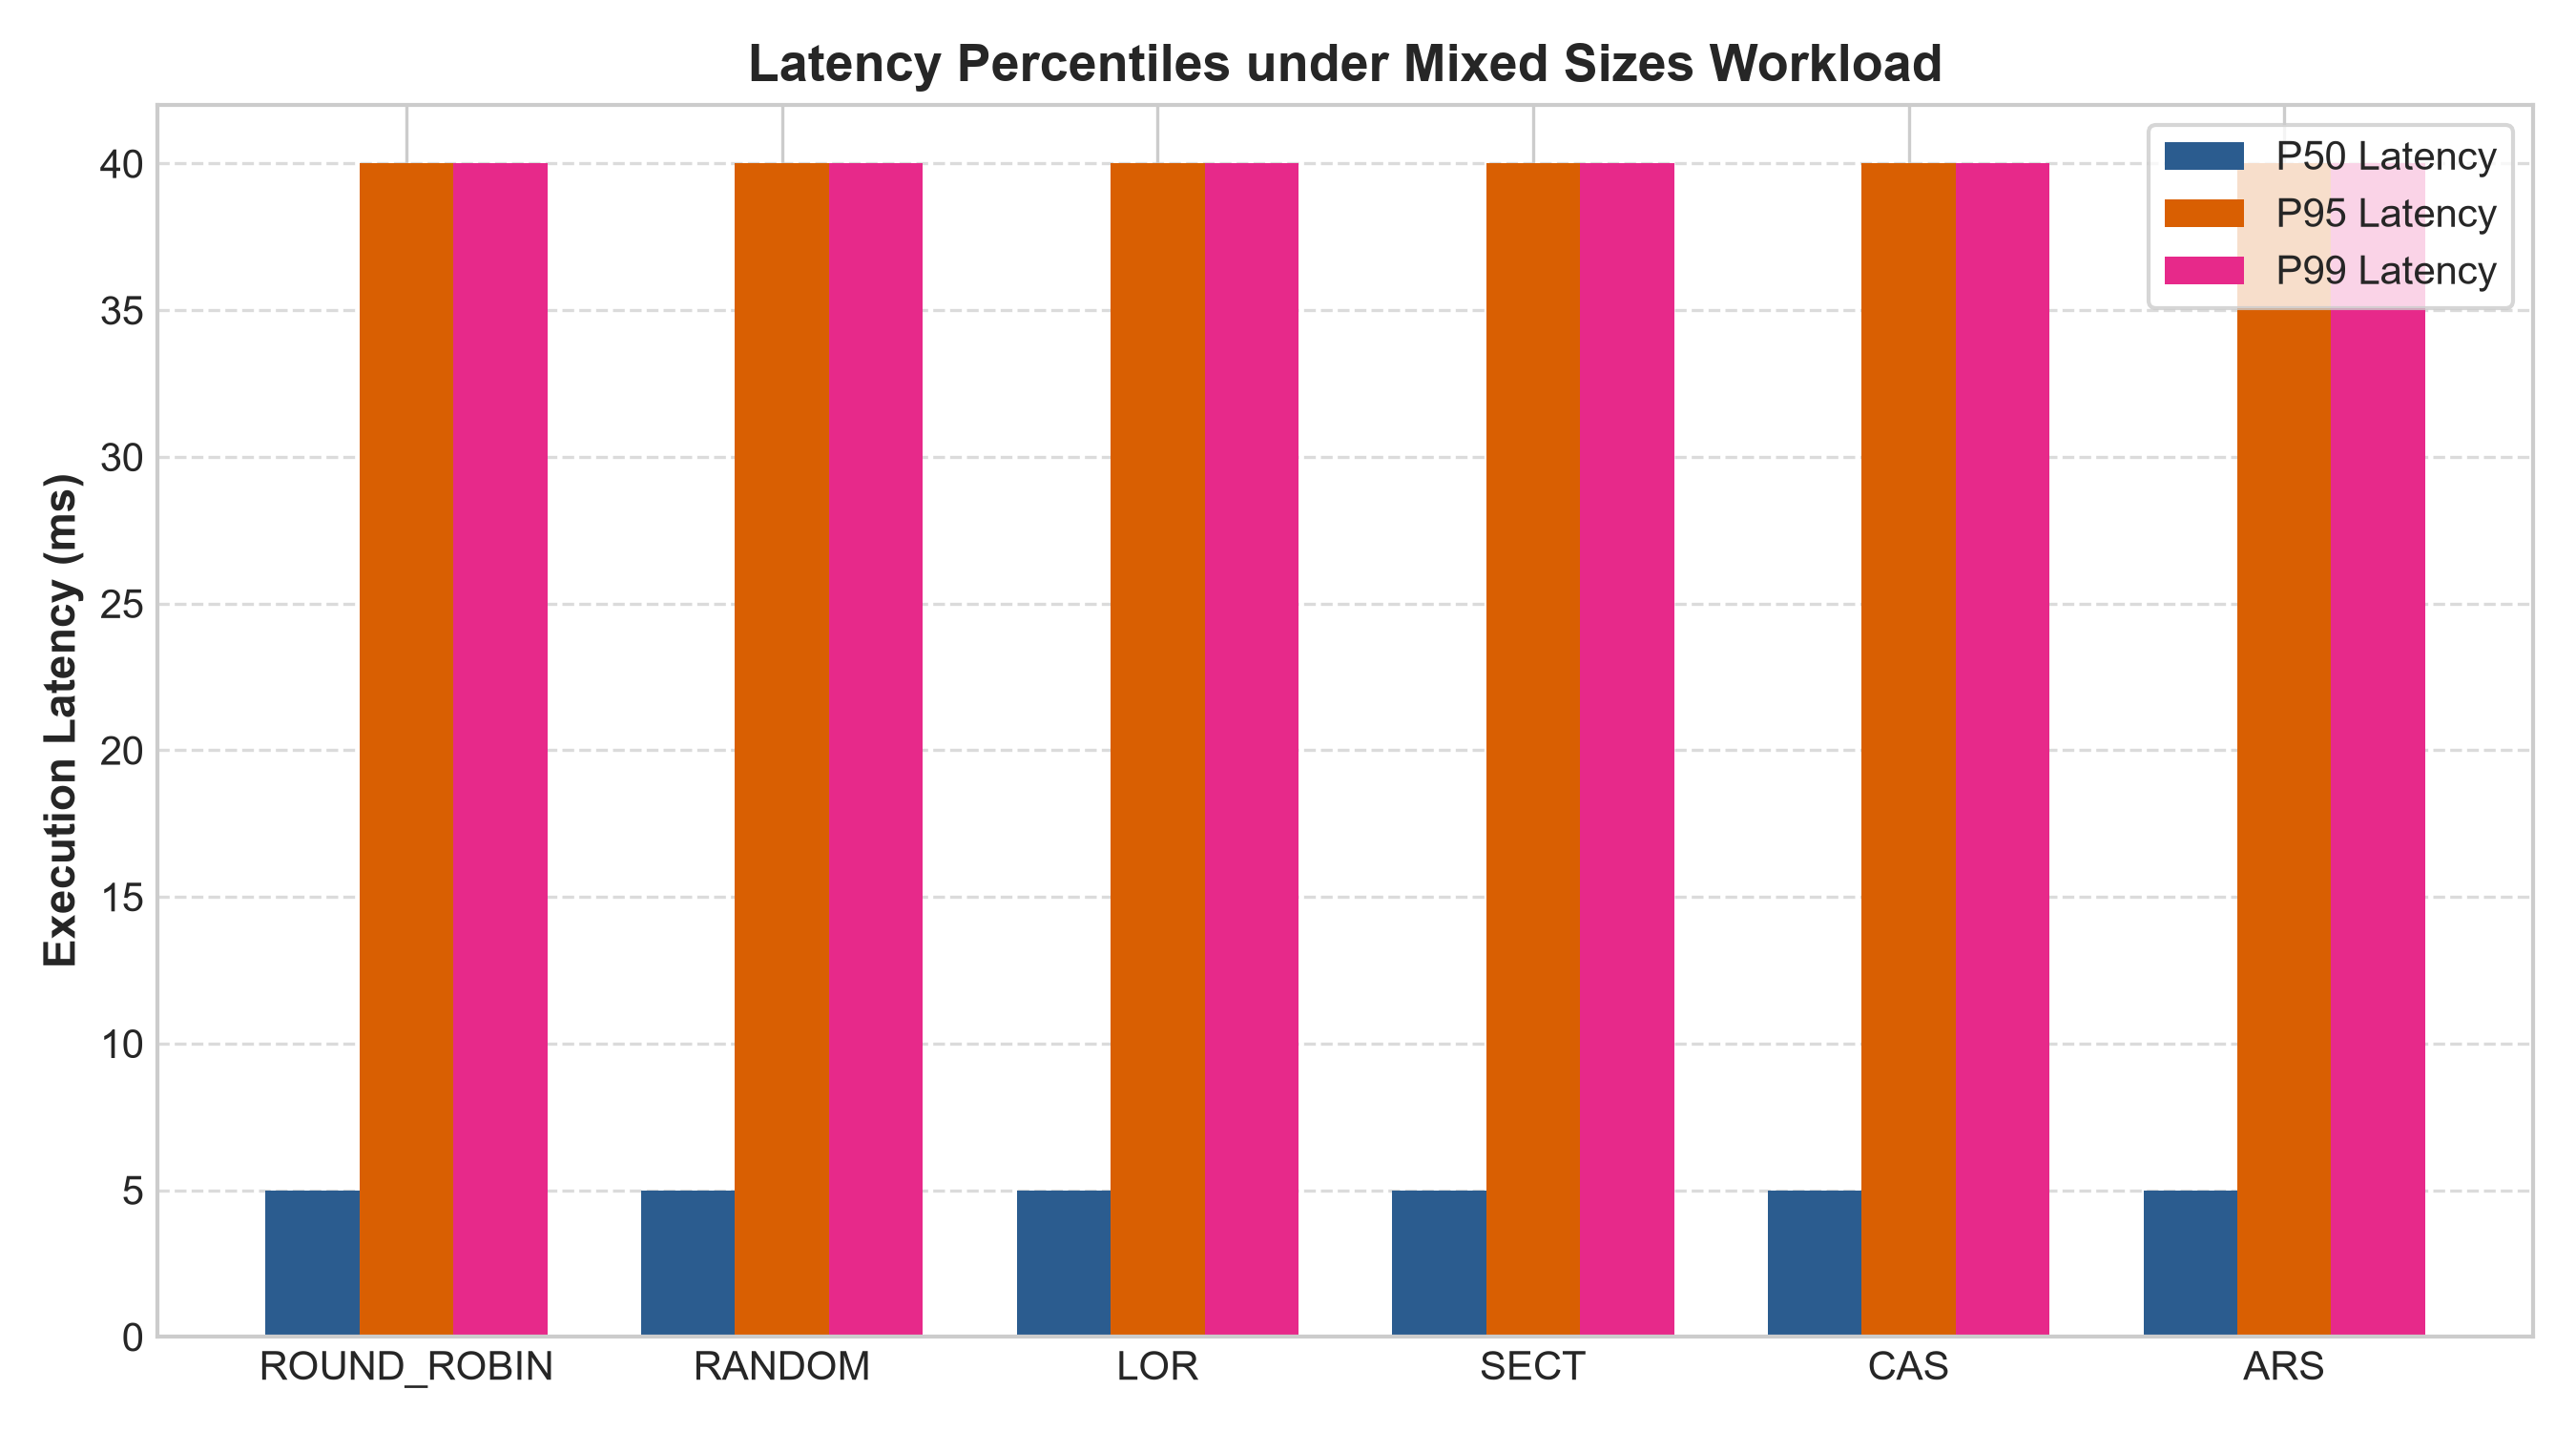 Latency Percentiles under Mixed Sizes Workload
P50 Latency
P95 Latency
P99 Latency
Execution Latency (ms)
40
35
30
25
20
15
10
5
0
ROUND_ROBIN RANDOM LOR SECT CAS ARS